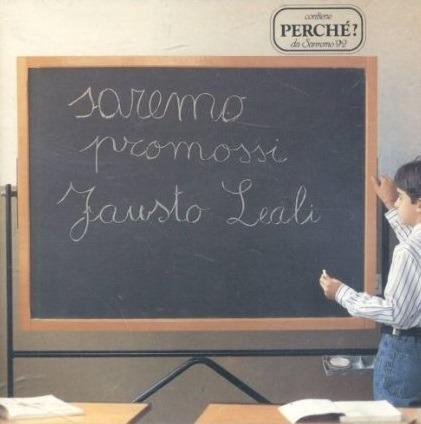 contiene
PERCHÉ?
da Sanremo 92
saremo
promossi
Fausto Leali